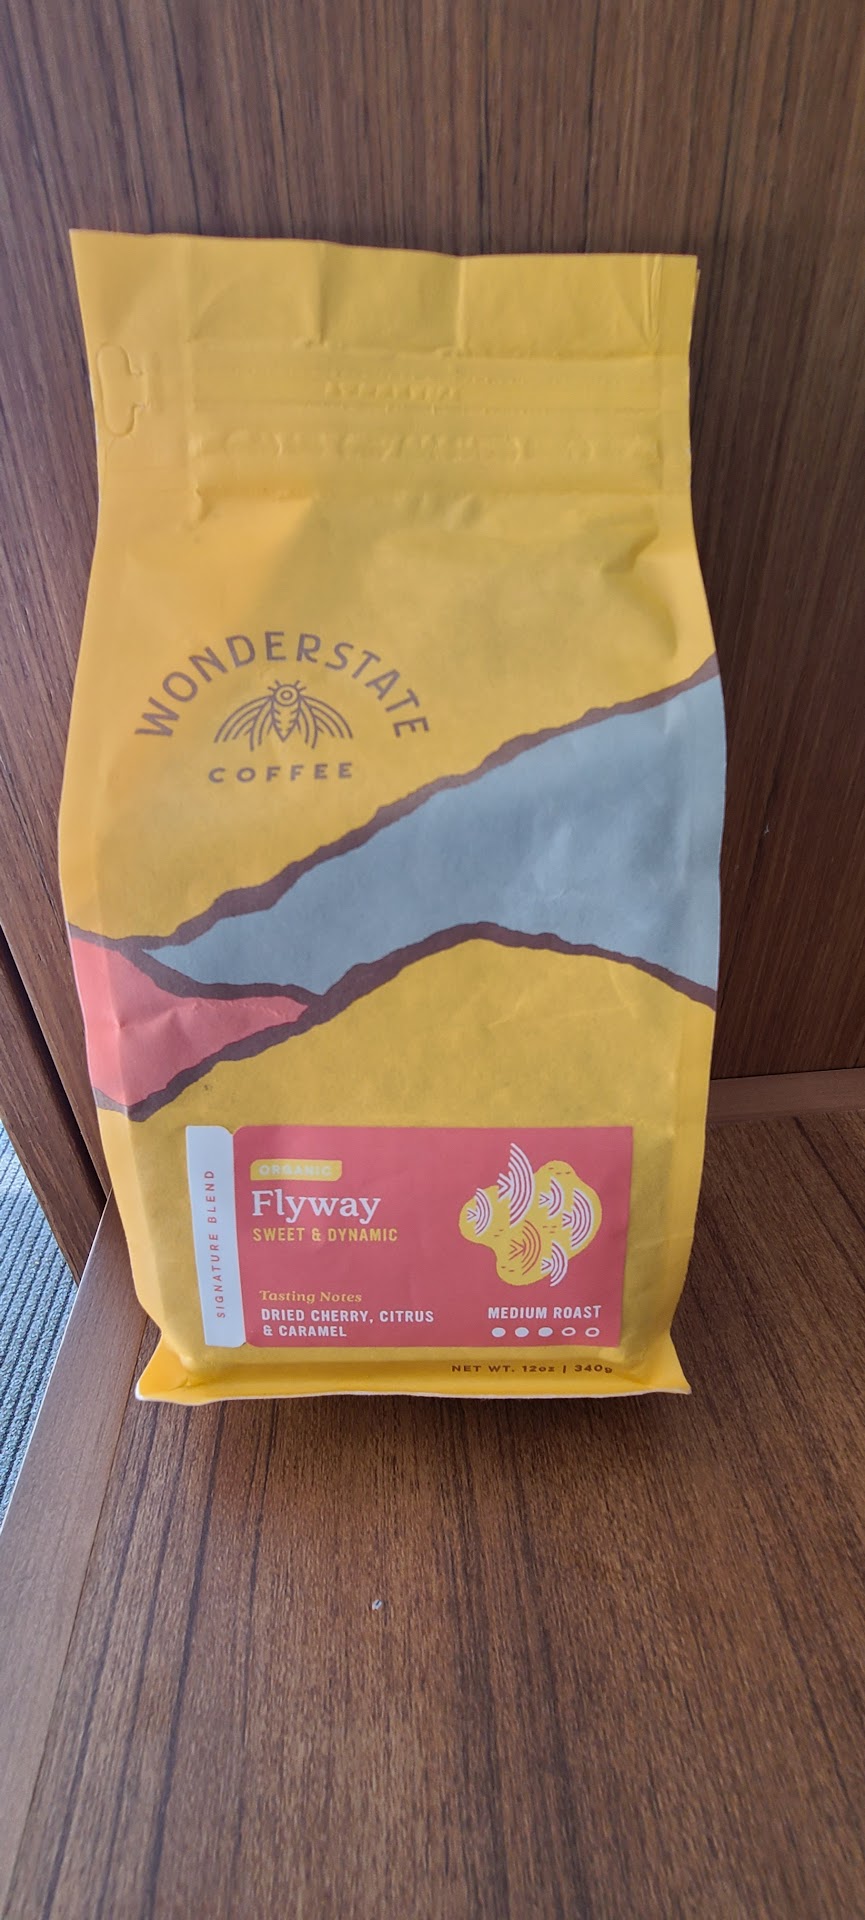 WONDERSTATE
COFFEE
SIGNATURE BLEND
ORGANIC
Flyway
SWEET & DYNAMIC
Tasting Notes
DRIED CHERRY, CITRUS
& CARAMEL
MEDIUM ROAST
NET WT. 12oz | 340g